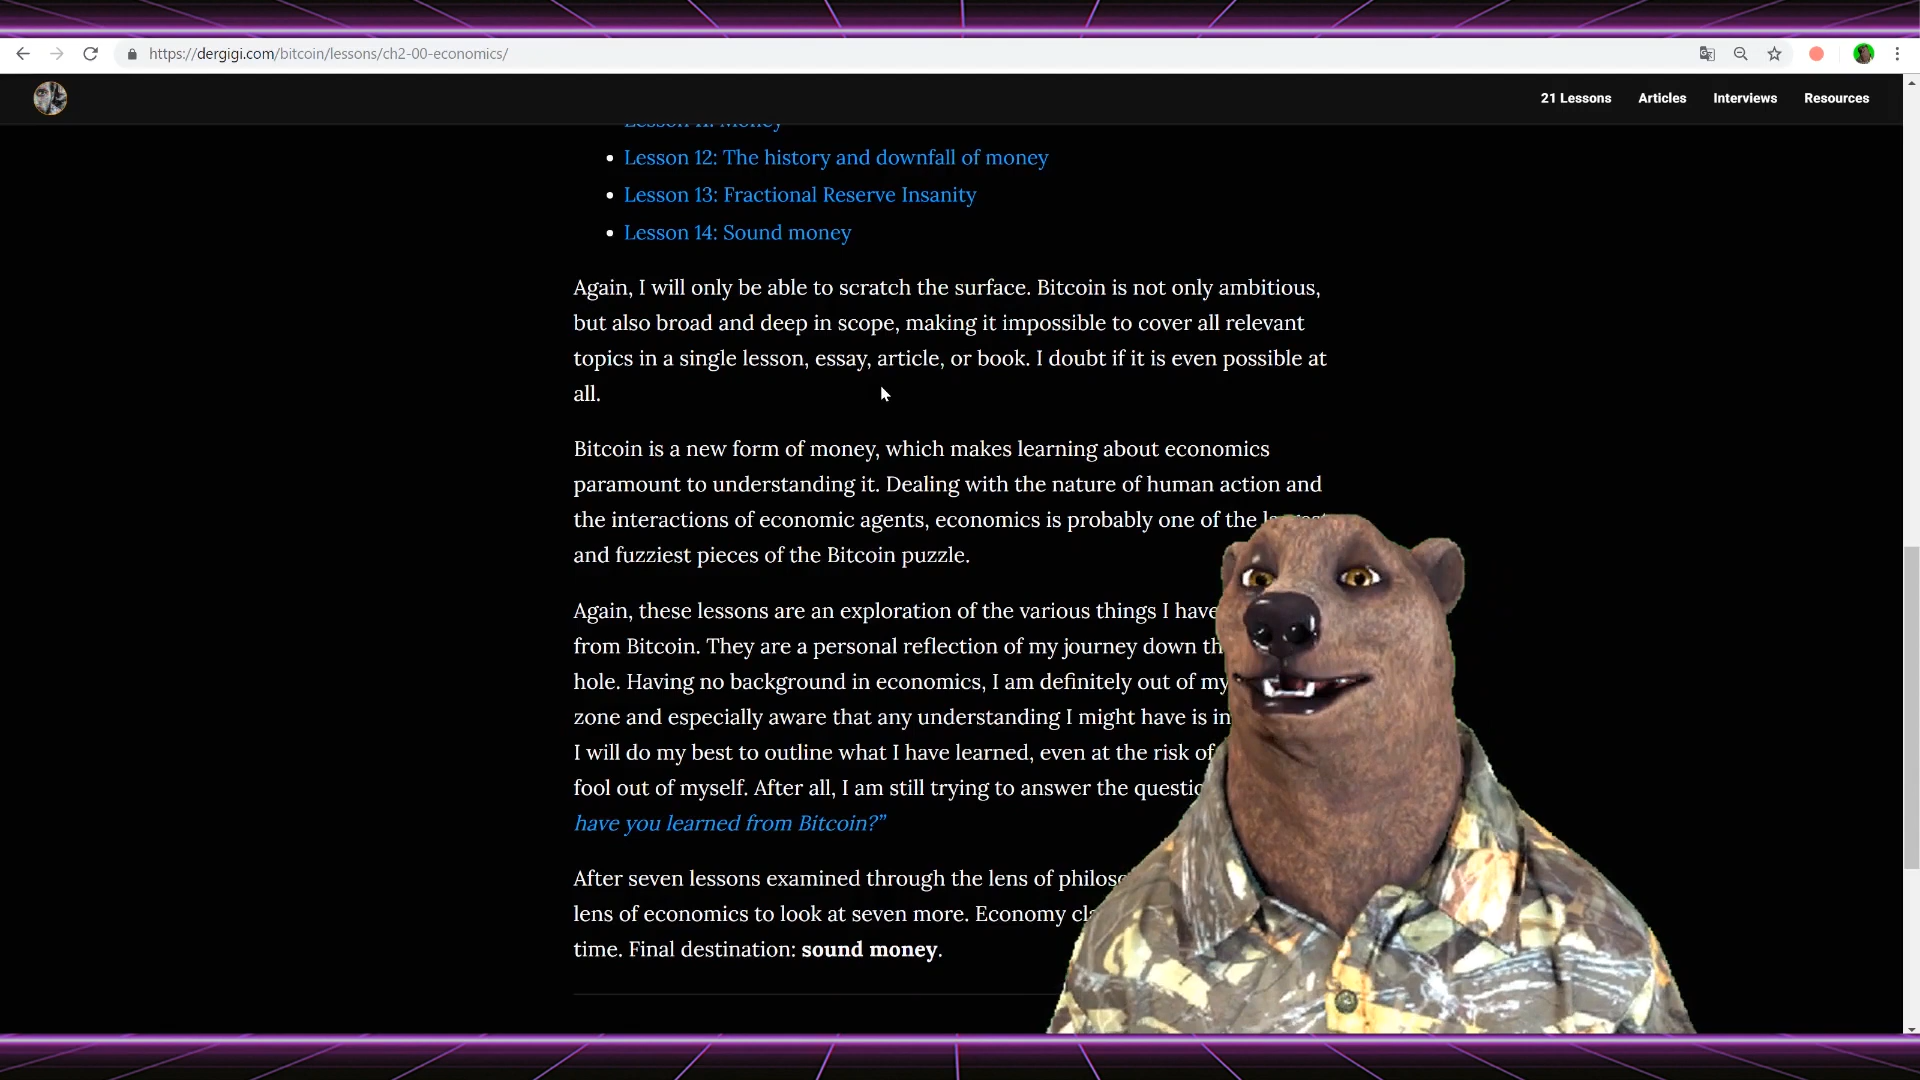 https://dergigi.com/bitcoin/lessons/ch2-00-economics/
21 Lessons Articles Interviews Resources
Lesson 11: Money
Lesson 12: The history and downfall of money
Lesson 13: Fractional Reserve Insanity
Lesson 14: Sound money
Again, I will only be able to scratch the surface. Bitcoin is not only ambitious,
but also broad and deep in scope, making it impossible to cover all relevant
topics in a single lesson, essay, article, or book. I doubt if it is even possible at
all.
Bitcoin is a new form of money, which makes learning about economics
paramount to understanding it. Dealing with the nature of human action and
the interactions of economic agents, economics is probably one of the
and fuzziest pieces of the Bitcoin puzzle.
Again, these lessons are an exploration of the various things I have
from Bitcoin. They are a personal reflection of my journey down
hole. Having no background in economics, I am definitely out of my
zone and especially aware that any understanding I might have is
I will do my best to outline what I have learned, even at the risk of
fool out of myself. After all, I am still trying to answer the
have you learned from Bitcoin?”
After seven lessons examined through the lens of
lens of economics to look at seven more. Economy
time. Final destination: sound money.